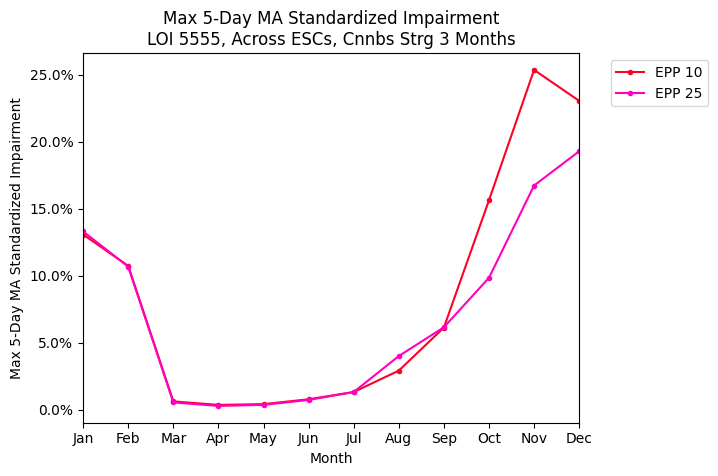 Max 5-Day MA Standardized Impairment
LOI 5555, Across ESCs, Cnnbs Strg 3 Months
EPP 10
EPP 25
Max 5-Day MA Standardized Impairment
25.0%
20.0%
15.0%
10.0%
5.0%
0.0%
Jan Feb Mar Apr May Jun Jul Aug Sep Oct Nov Dec
Month